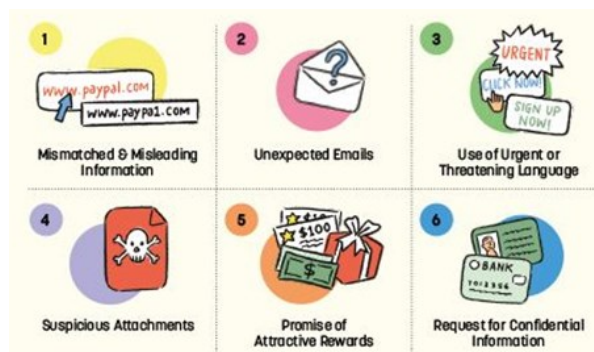 1
www.paypal.com
www.paypa1.com
Mismatched & Misleading
Information
2
?
Unexpected Emails
3
URGENT
CLICK NOW!
SIGN UP
NOW!
Use of Urgent or
Threatening Language
4
Suspicious Attachments
5
$100
$
Promise of
Attractive Rewards
6
BANK
Request for Confidential
Information